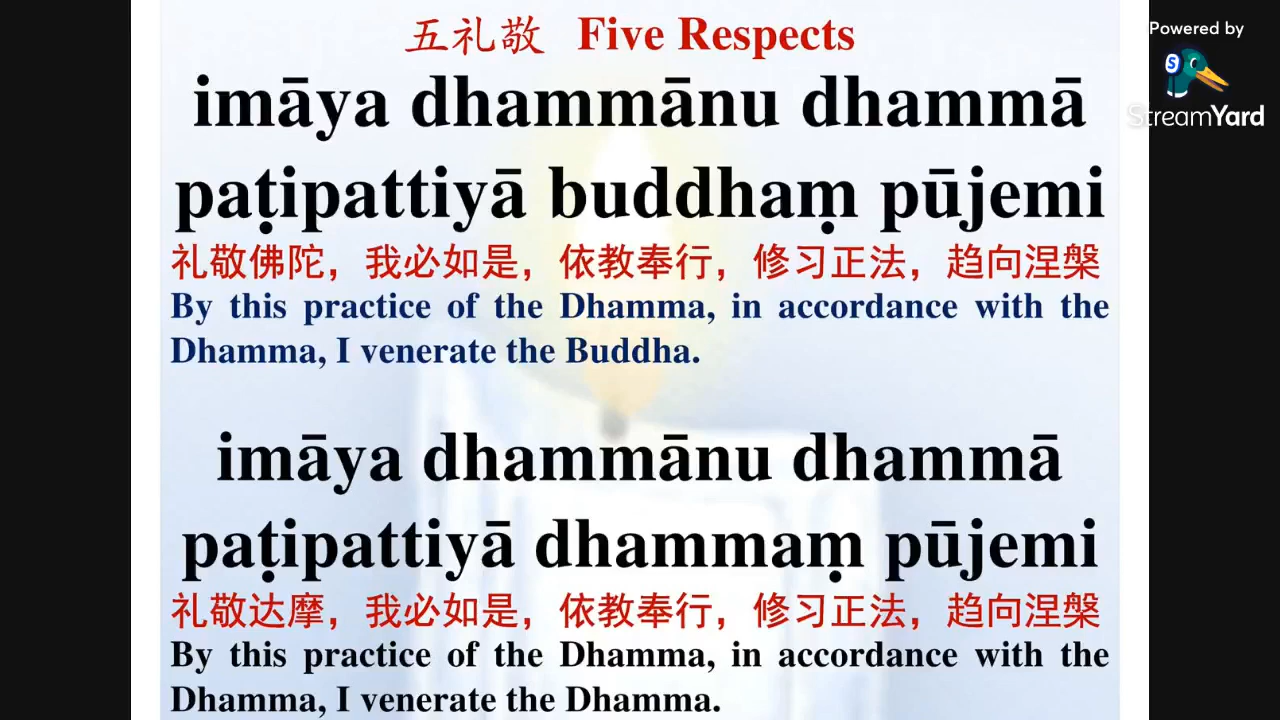 五礼敬 Five Respects
imāya dhammānu dhammā
paṭipattiyā buddhaṃ pūjemi
礼敬佛陀，我必如是，依教奉行，修习正法，趋向涅槃
By this practice of the Dhamma, in accordance with the
Dhamma, I venerate the Buddha.
imāya dhammānu dhammā
paṭipattiyā dhammaṃ pūjemi
礼敬达摩，我必如是，依教奉行，修习正法，趋向涅槃
By this practice of the Dhamma, in accordance with the
Dhamma, I venerate the Dhamma.
Powered by
S
StreamYard